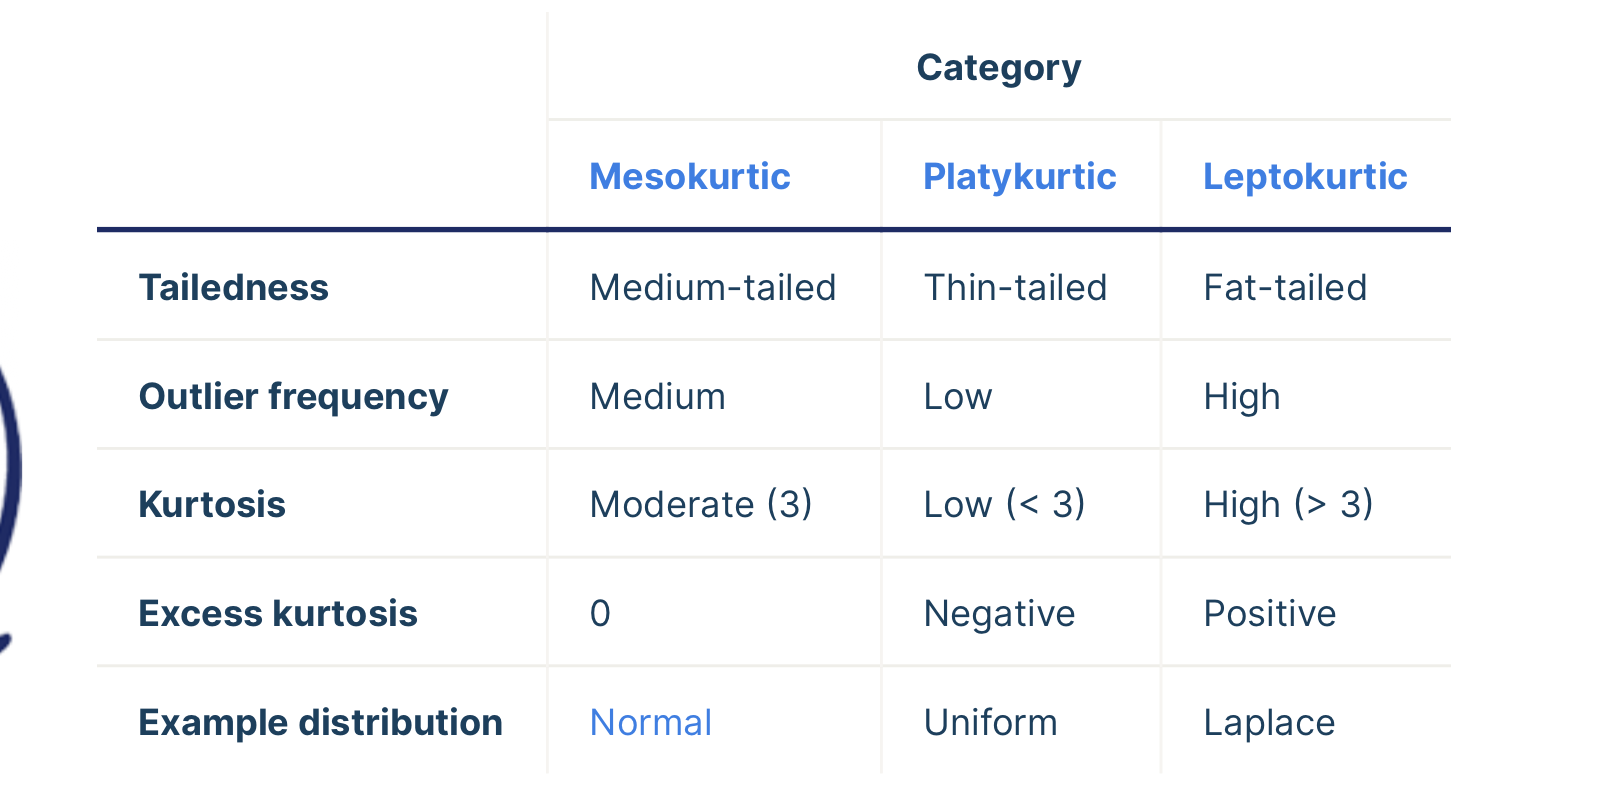 Category
Mesokurtic Platykurtic Leptokurtic
Tailedness Medium-tailed Thin-tailed Fat-tailed
Outlier frequency Medium Low High
Kurtosis Moderate (3) Low (< 3) High (> 3)
Excess kurtosis 0 Negative Positive
Example distribution Normal Uniform Laplace